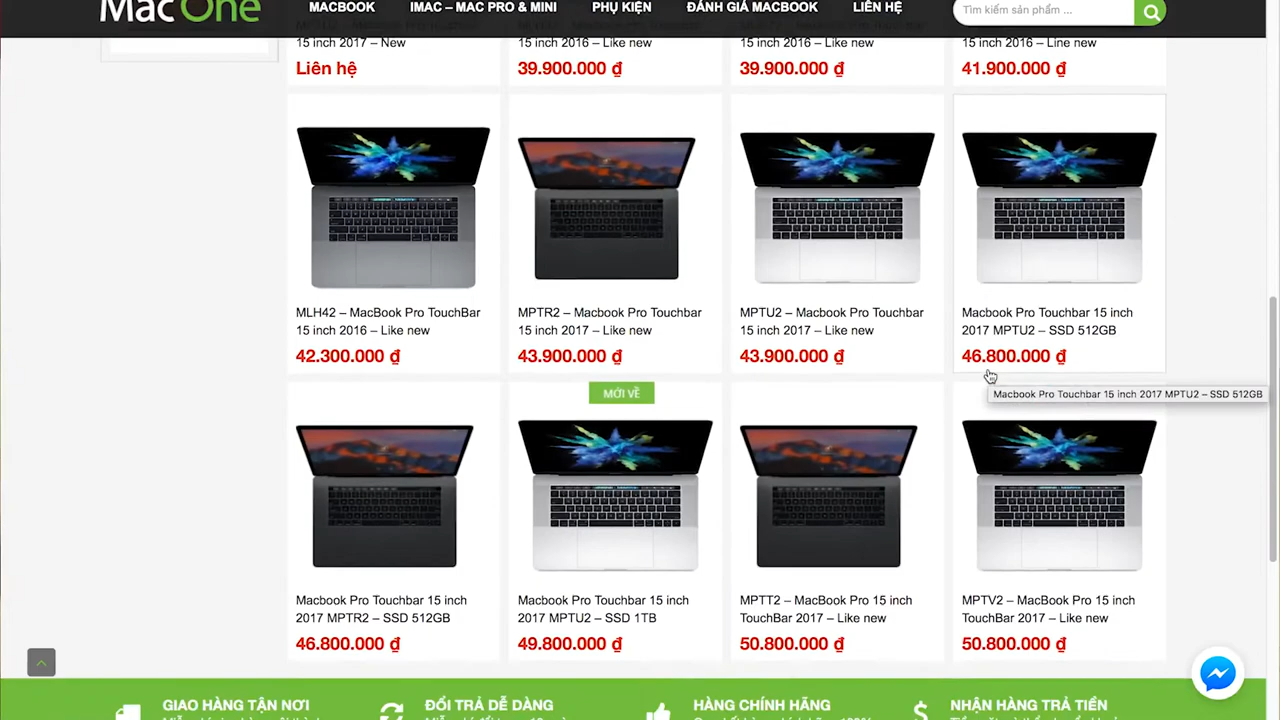 MacOne
MACBOOK
IMAC – MAC PRO & MINI
PHỤ KIỆN
ĐÁNH GIÁ MACBOOK
LIÊN HỆ
Tìm kiếm sản phẩm ...
15 inch 2017 – New
15 inch 2016 – Like new
15 inch 2016 – Like new
15 inch 2016 – Line new
Liên hệ
39.900.000 ₫
39.900.000 ₫
41.900.000 ₫
MLH42 – MacBook Pro TouchBar
15 inch 2016 – Like new
42.300.000 ₫
MPTR2 – Macbook Pro Touchbar
15 inch 2017 – Like new
43.900.000 ₫
MPTU2 – Macbook Pro Touchbar
15 inch 2017 – Like new
43.900.000 ₫
Macbook Pro Touchbar 15 inch
2017 MPTU2 – SSD 512GB
46.800.000 ₫
Macbook Pro Touchbar 15 inch 2017 MPTU2 – SSD 512GB
MỚI VỀ
Macbook Pro Touchbar 15 inch
2017 MPTR2 – SSD 512GB
46.800.000 ₫
Macbook Pro Touchbar 15 inch
2017 MPTU2 – SSD 1TB
49.800.000 ₫
MPTT2 – MacBook Pro 15 inch
TouchBar 2017 – Like new
50.800.000 ₫
MPTV2 – MacBook Pro 15 inch
TouchBar 2017 – Like new
50.800.000 ₫
GIAO HÀNG TẬN NƠI
ĐỔI TRẢ DỄ DÀNG
HÀNG CHÍNH HÃNG
NHẬN HÀNG TRẢ TIỀN